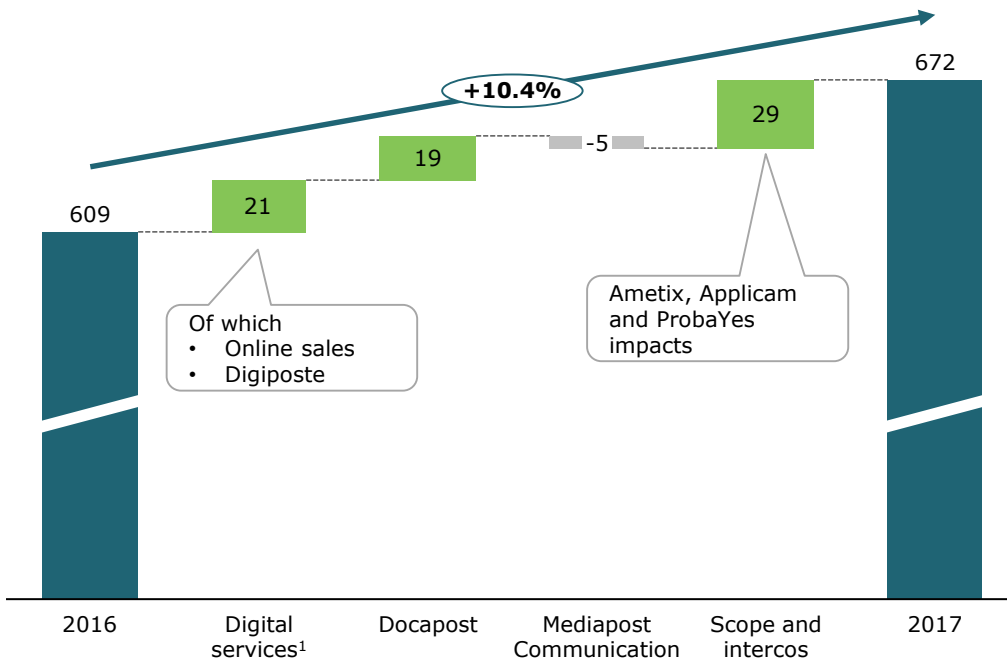 +10.4%
672
29
19
-5
21
609
Of which
• Online sales
• Digiposte
Ametix, Applicam
and ProbaYes
impacts
2016
Digital
services¹
Docapost
Mediapost
Communication
Scope and
intercos
2017